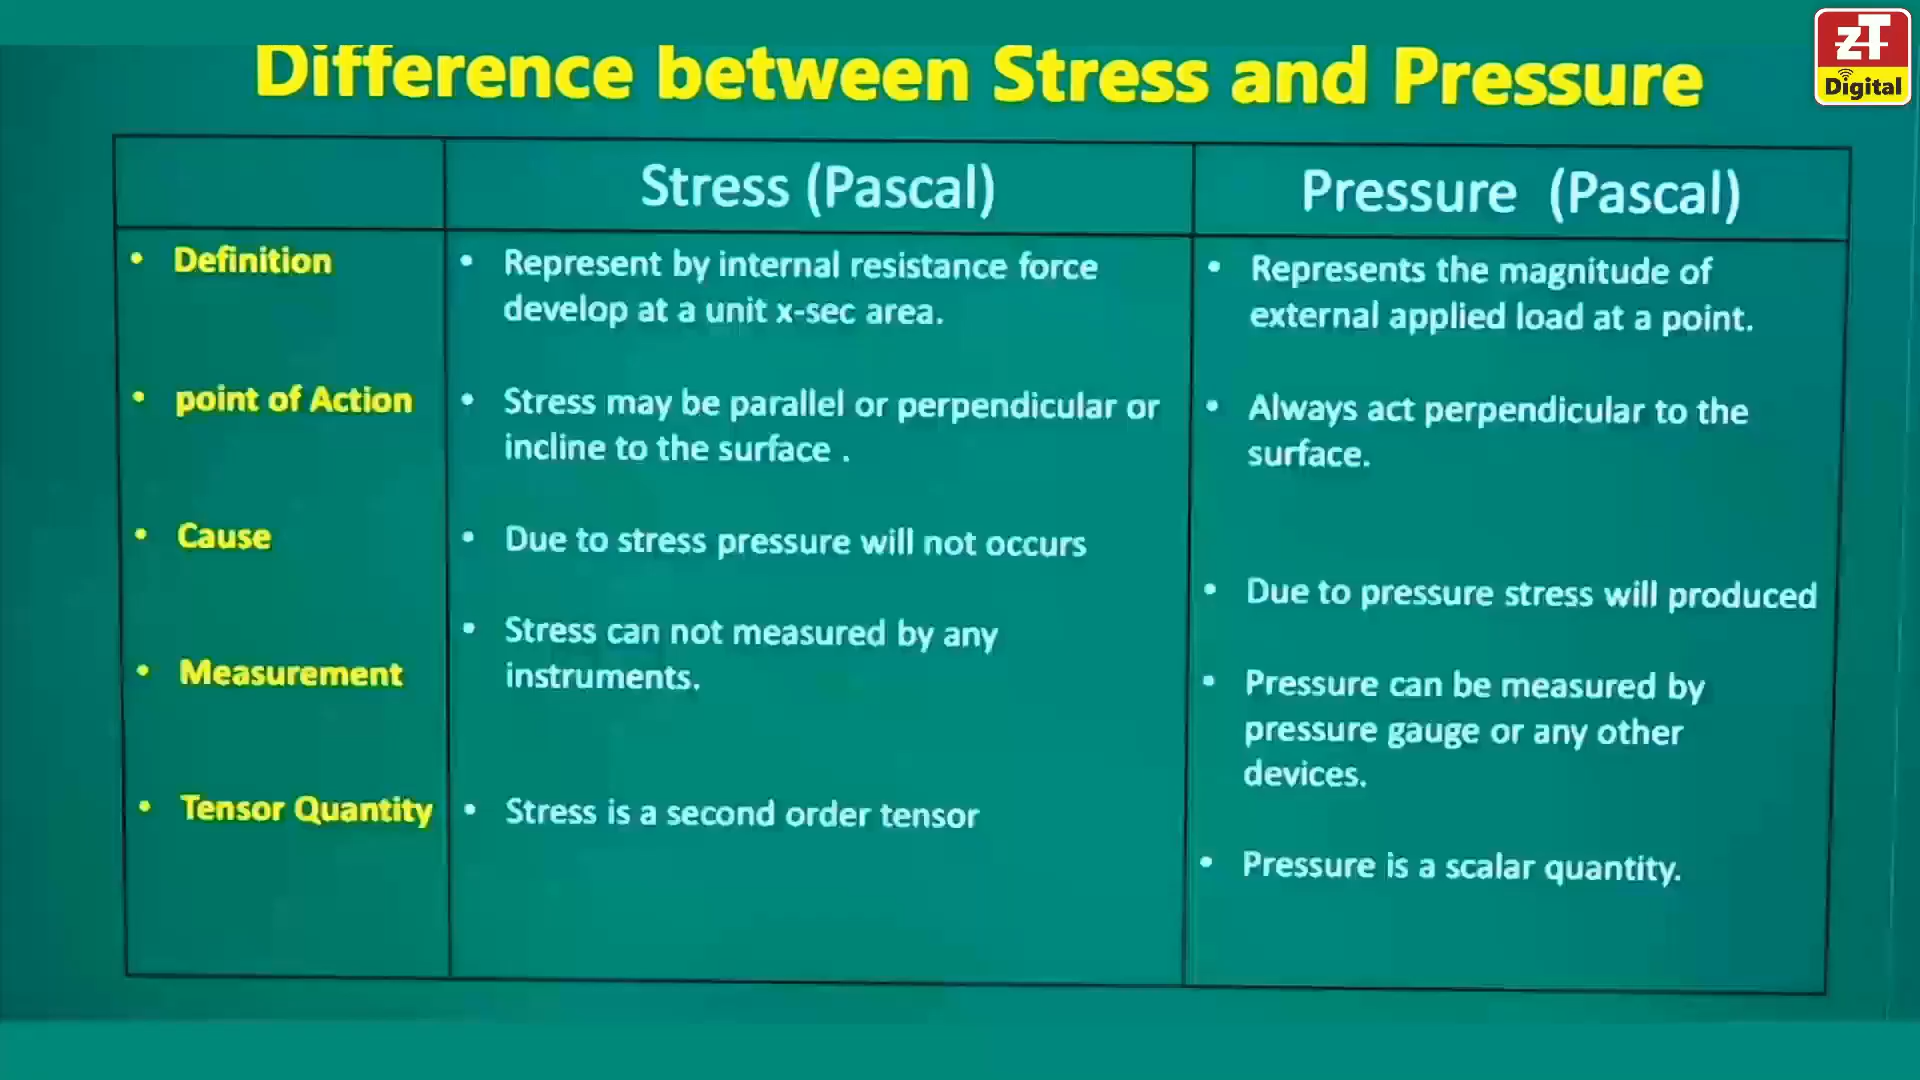 Difference between Stress and Pressure
zT
Digital
Stress (Pascal)
Pressure (Pascal)
• Definition
• Represent by internal resistance force
develop at a unit x-sec area.
• Represents the magnitude of
external applied load at a point.
• point of Action
• Stress may be parallel or perpendicular or
incline to the surface .
• Always act perpendicular to the
surface.
• Cause
• Due to stress pressure will not occurs
• Due to pressure stress will produced
• Measurement
• Stress can not measured by any
instruments.
• Pressure can be measured by
pressure gauge or any other
devices.
• Tensor Quantity
• Stress is a second order tensor
• Pressure is a scalar quantity.